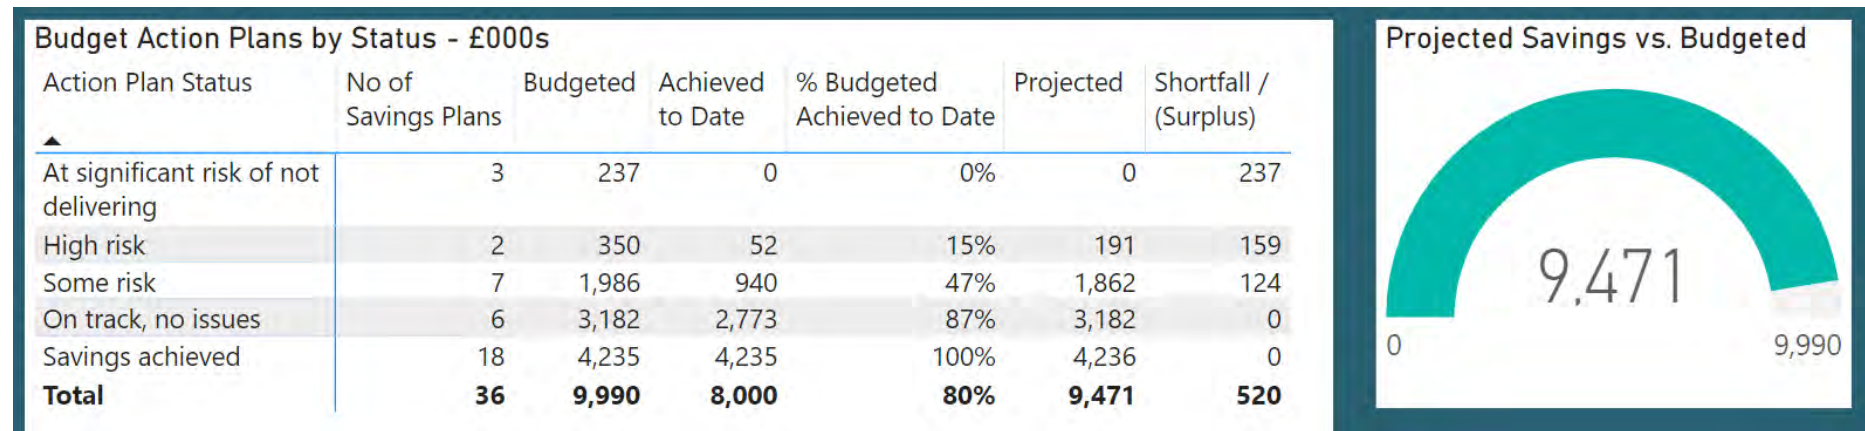 Budget Action Plans by Status - £000s
Action Plan Status No of Savings Plans Budgeted Achieved to Date % Budgeted Achieved to Date Projected Shortfall / (Surplus)
At significant risk of not delivering 3 237 0 0% 0 237
High risk 2 350 52 15% 191 159
Some risk 7 1,986 940 47% 1,862 124
On track, no issues 6 3,182 2,773 87% 3,182 0
Savings achieved 18 4,235 4,235 100% 4,236 0
Total 36 9,990 8,000 80% 9,471 520
Projected Savings vs. Budgeted
9,471
0 9,990